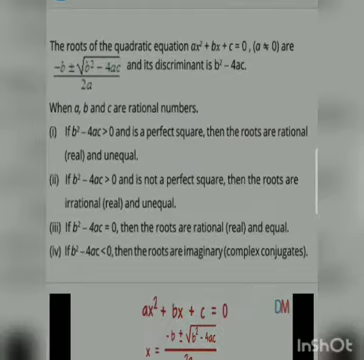 The roots of the quadratic equation ax² + bx + c = 0, (a ≈ 0) are
−b ± √b² − 4ac
2a
and its discriminant is b² – 4ac.
When a, b and c are rational numbers.
(i) If b² – 4ac > 0 and is a perfect square, then the roots are rational
(real) and unequal.
(ii) If b² – 4ac > 0 and is not a perfect square, then the roots are
irrational (real) and unequal.
(iii) If b² – 4ac = 0, then the roots are rational (real) and equal.
(iv) If b² – 4ac < 0, then the roots are imaginary (complex conjugates).
ax² + bx + c = 0
DM
x = −b ± √b² − 4ac
2a
InShOt